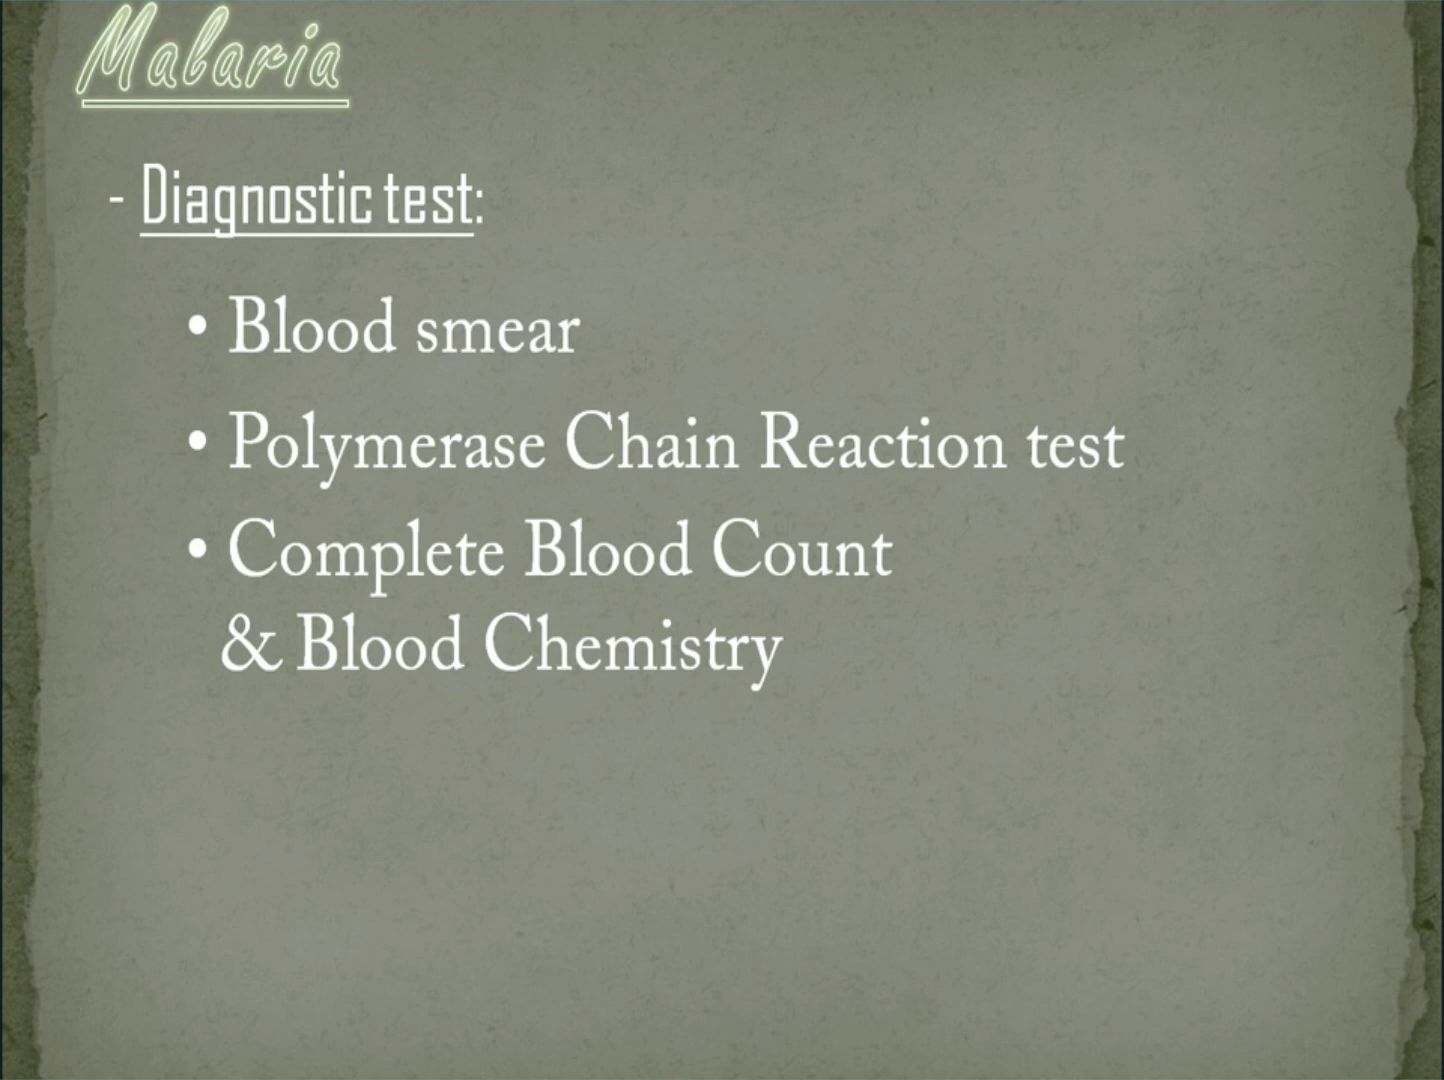 Malaria
- Diagnostic test:
• Blood smear
• Polymerase Chain Reaction test
• Complete Blood Count
& Blood Chemistry